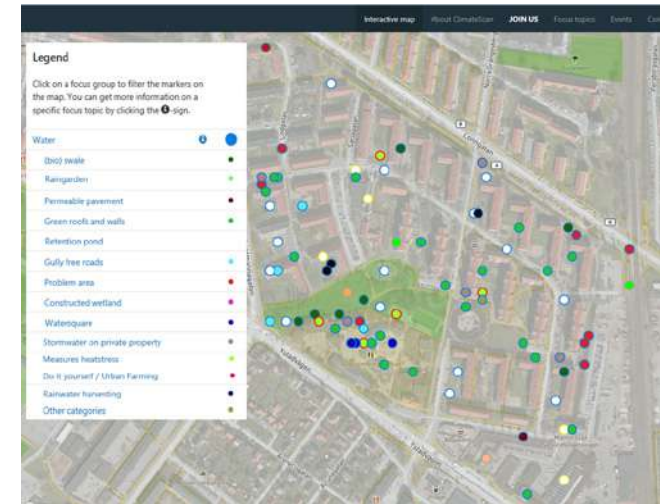 Interactive map About ClimateScan JOIN US Focus topics Events
Legend
Click on a focus group to filter the markers on
the map. You can get more information on a
specific focus topic by clicking the -sign.
Water
(bio) swale
Raingarden
Permeable pavement
Green roofs and walls
Retention pond
Gully free roads
Problem area
Constructed wetland
Watersquare
Stormwater on private property
Measures heatstress
Do it yourself / Urban Farming
Rainwater harvesting
Other categories
Lönngatan
Ystadvägen
Ystadvägen